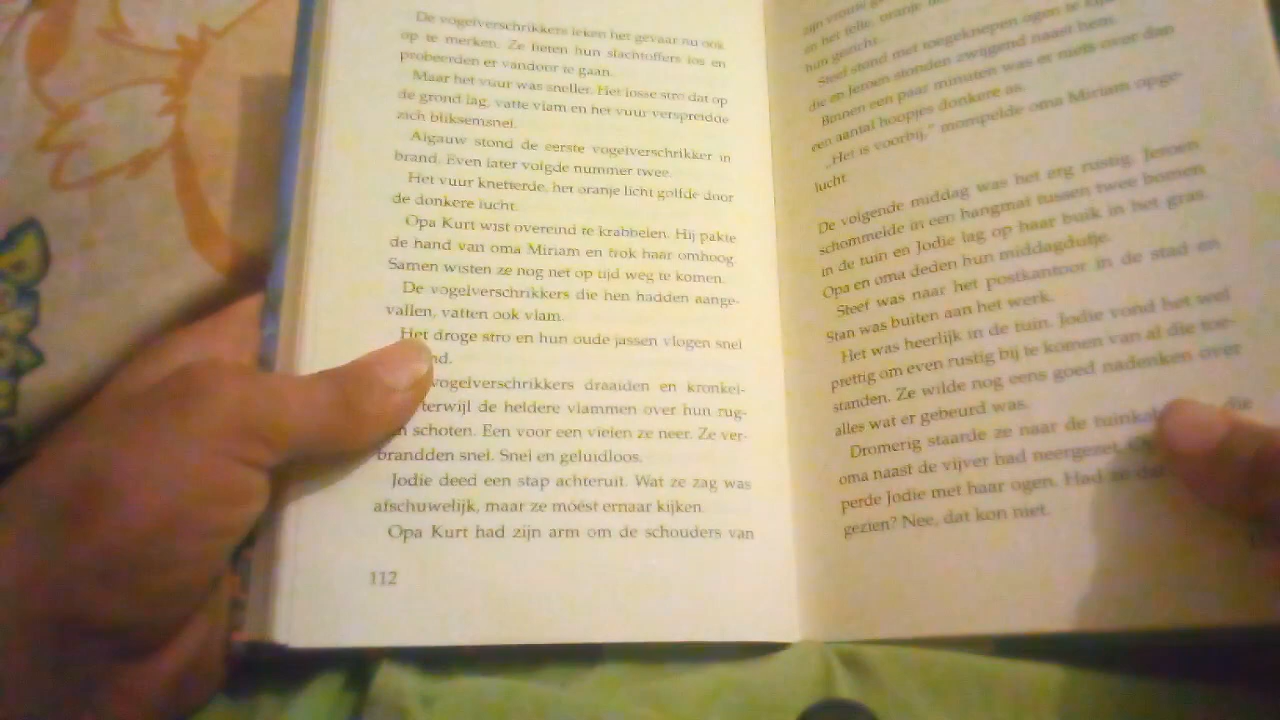 De vogelverschrikkers leken het gevaar nu ook
op te merken. Ze lieten hun slachtoffers los en
probeerden er vandoor te gaan.
Maar het vuur was sneller. Het losse stro dat op
de grond lag, vatte vlam en het vuur verspreidde
zich bliksemsnel.
Algauw stond de eerste vogelverschrikker in
brand. Even later volgde nummer twee.
Het vuur knetterde, het oranje licht golfde door
de donkere lucht.
Opa Kurt wist overeind te krabbelen. Hij pakte
de hand van oma Miriam en trok haar omhoog
Samen wisten ze nog net op tijd weg te komen.
De vogelverschrikkers die hen hadden aange-
vallen, vatten ook vlam.
Het droge stro en hun oude jassen vlogen snel
nd.
vogelverschrikkers draaiden en kronkel-
terwijl de heldere vlammen over hun rug-
schoten. Een voor een vielen ze neer. Ze ver-
brandden snel. Snel en geluidloos.
Jodie deed een stap achteruit. Wat ze zag was
afschuwelijk, maar ze móést ernaar kijken.
Opa Kurt had zijn arm om de schouders van
112
zijn vrouw
in het felle, oranje
hun gezicht.
Steef stond met toegeknepen ogen te
die en Jeroen stonden zwijgend naast hem.
Binnen een paar minuten was er niets over dan
een aantal hoopjes donkere as.
„Het is voorbij,” mompelde oma Miriam opge-
lucht.
De volgende middag was het erg rustig. Jeroen
schommelde in een hangmat tussen twee bomen
in de tuin en Jodie lag op haar buik in het gras.
Opa en oma deden hun middagdutje.
Steef was naar het postkantoor in de stad en
Stan was buiten aan het werk.
Het was heerlijk in de tuin. Jodie vond het wel
prettig om even rustig bij te komen van al die toe-
standen. Ze wilde nog eens goed nadenken over
alles wat er gebeurd was.
Dromerig staarde ze naar de die
oma naast de vijver had neergezet.
perde Jodie met haar ogen. Had ze dat
gezien? Nee, dat kon niet.